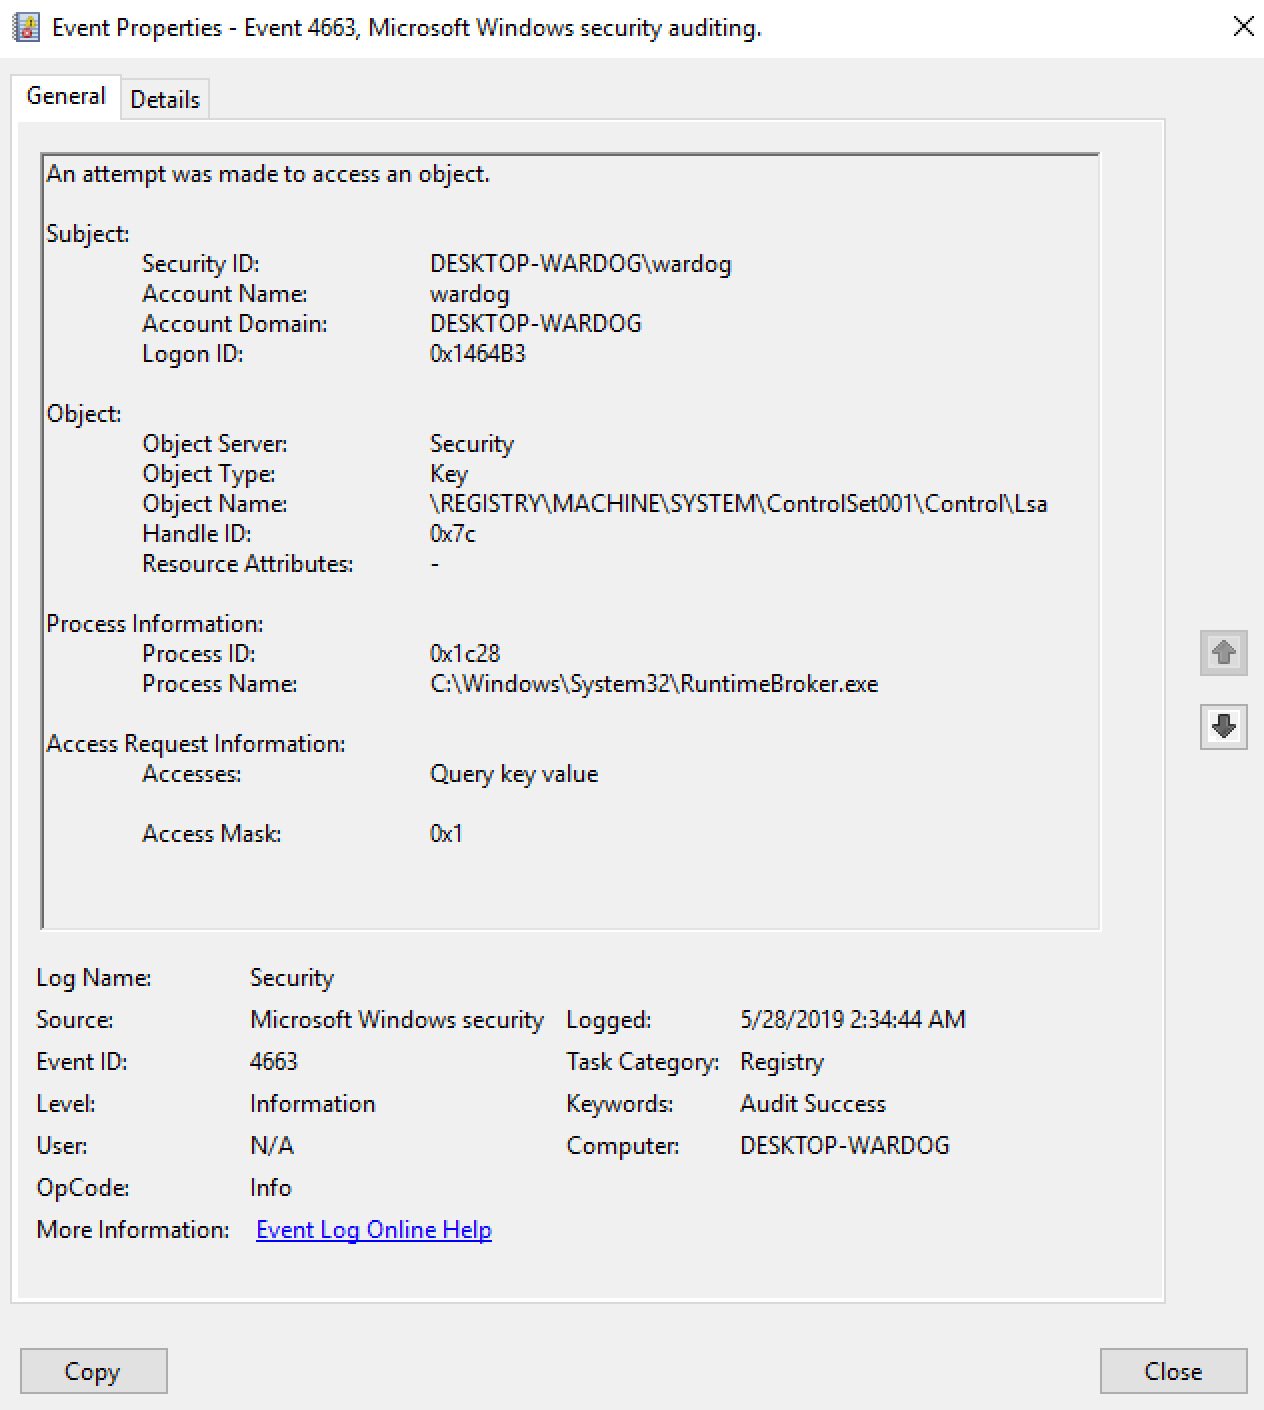 Event Properties - Event 4663, Microsoft Windows security auditing.
General
Details
An attempt was made to access an object.
Subject:
Security ID: DESKTOP-WARDOG\wardog
Account Name: wardog
Account Domain: DESKTOP-WARDOG
Logon ID: 0x1464B3
Object:
Object Server: Security
Object Type: Key
Object Name: \REGISTRY\MACHINE\SYSTEM\ControlSet001\Control\Lsa
Handle ID: 0x7c
Resource Attributes: -
Process Information:
Process ID: 0x1c28
Process Name: C:\Windows\System32\RuntimeBroker.exe
Access Request Information:
Accesses: Query key value
Access Mask: 0x1
Log Name: Security
Source: Microsoft Windows security Logged: 5/28/2019 2:34:44 AM
Event ID: 4663 Task Category: Registry
Level: Information Keywords: Audit Success
User: N/A Computer: DESKTOP-WARDOG
OpCode: Info
More Information: Event Log Online Help
Copy
Close